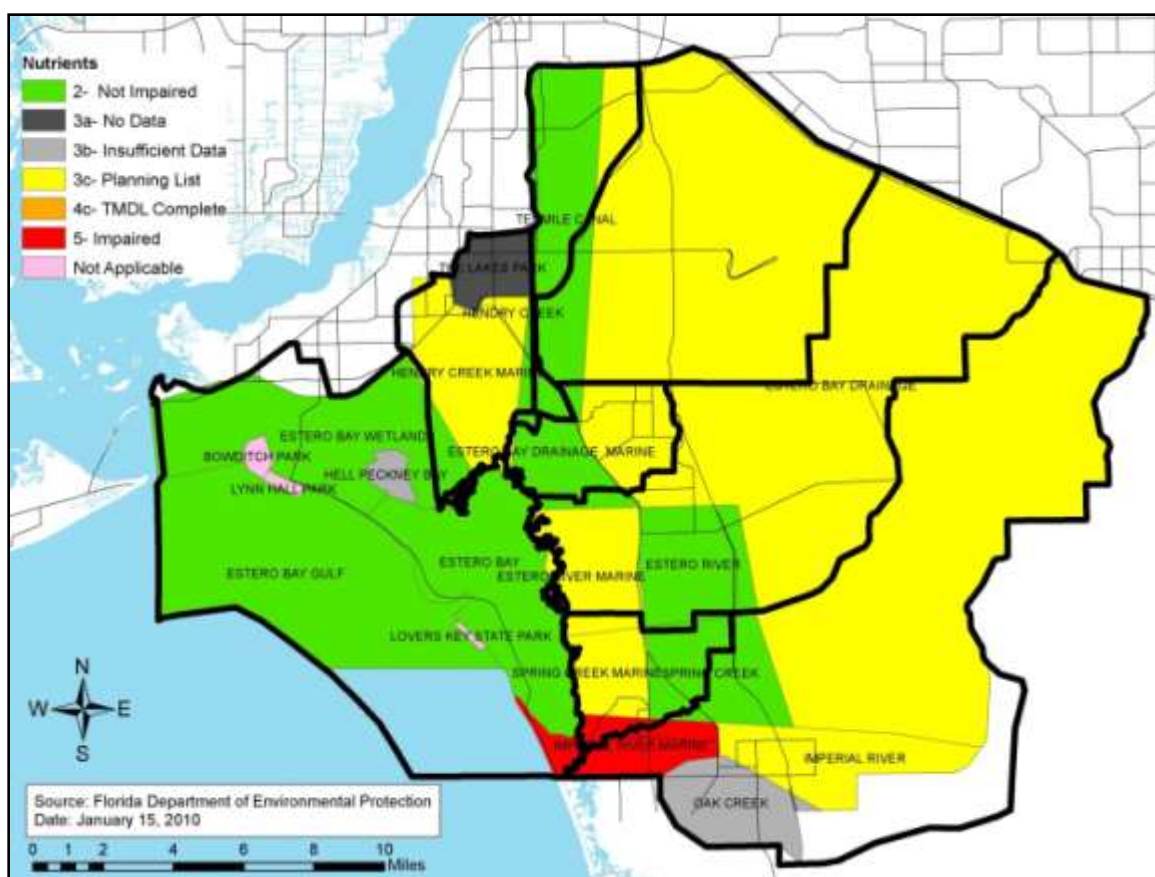 Nutrients
2- Not Impaired
3a- No Data
3b- Insufficient Data
3c- Planning List
4c- TMDL Complete
5- Impaired
Not Applicable
TENMILE CANAL
THE LAKES PARK
HENDRY CREEK
HENDRY CREEK MARINE
ESTERO BAY DRAINAGE
ESTERO BAY WETLANDS
ESTERO BAY DRAINAGE MARINE
BOWDITCH PARK
HELL PECKNEY BAY
LYNN HALL PARK
ESTERO BAY
ESTERO RIVER
ESTERO BAY GULF
ESTERO RIVER MARINE
LOVERS KEY STATE PARK
SPRING CREEK MARINE
SPRING CREEK
IMPERIAL RIVER MARINE
IMPERIAL RIVER
OAK CREEK
N
W E
S
Source: Florida Department of Environmental Protection
Date: January 15, 2010
0 1 2 4 6 8 10
Miles